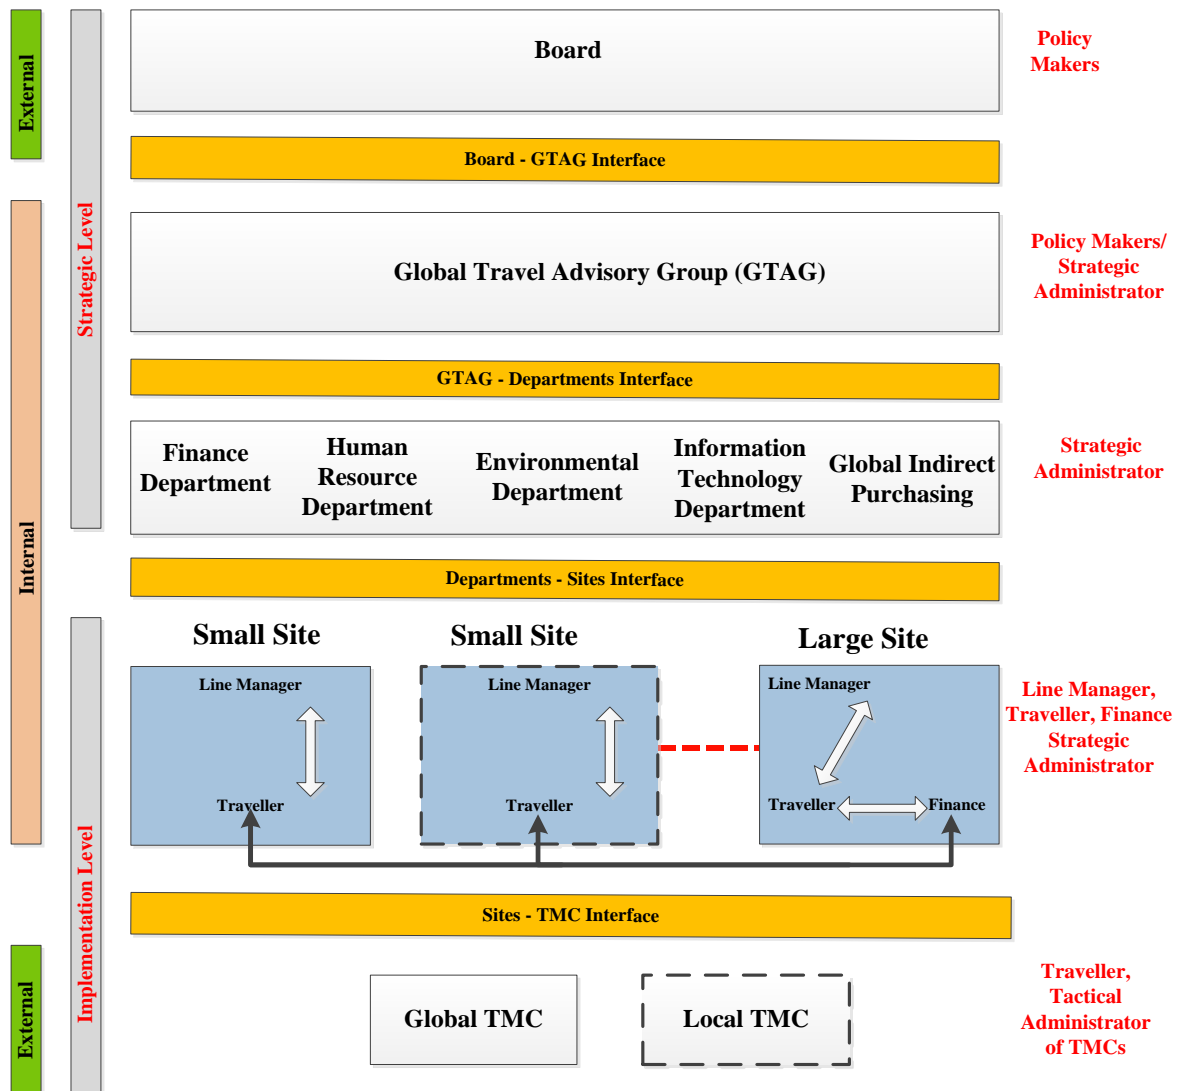 External
Strategic Level
Board
Policy
Makers
Board - GTAG Interface
Internal
Global Travel Advisory Group (GTAG)
Policy Makers/
Strategic
Administrator
GTAG - Departments Interface
Finance
Department
Human
Resource
Department
Environmental
Department
Information
Technology
Department
Global Indirect
Purchasing
Strategic
Administrator
Departments - Sites Interface
Implementation Level
Small Site
Line Manager
Traveller
Small Site
Line Manager
Traveller
Large Site
Line Manager
Traveller
Finance
Line Manager,
Traveller, Finance
Strategic
Administrator
Sites - TMC Interface
External
Global TMC
Local TMC
Traveller,
Tactical
Administrator
of TMCs